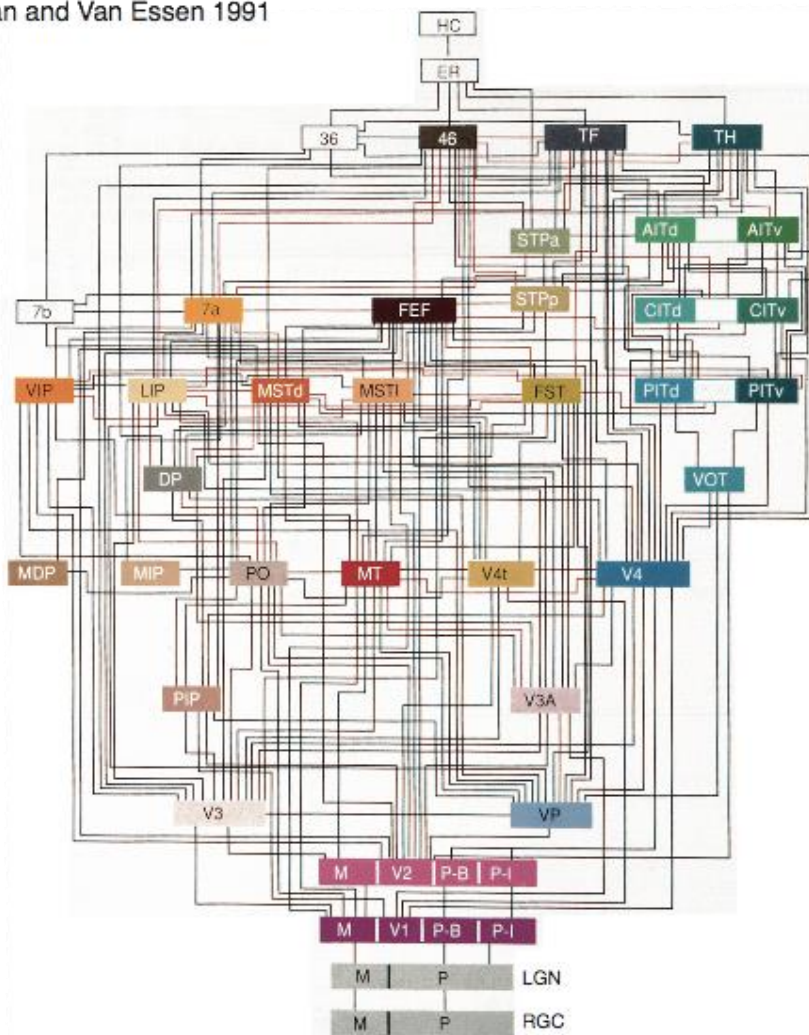 an and Van Essen 1991
HC
ER
36 46 TF TH
STPa AITd AITv
7b 7a FEF STPp CITd CITv
VIP LIP MSTd MSTl FST PITd PITv
DP VOT
MDP MIP PO MT V4t V4
PIP V3A
V3 VP
M V2 P-B P-I
M V1 P-B P-I
M P LGN
M P RGC